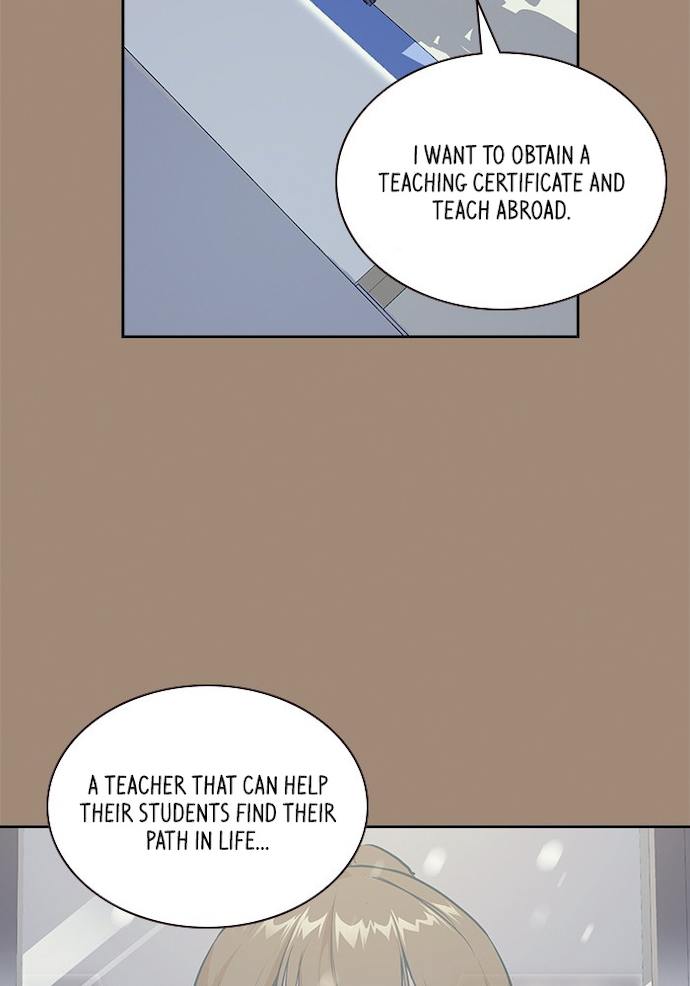 I WANT TO OBTAIN A
TEACHING CERTIFICATE AND
TEACH ABROAD.
A TEACHER THAT CAN HELP
THEIR STUDENTS FIND THEIR
PATH IN LIFE...